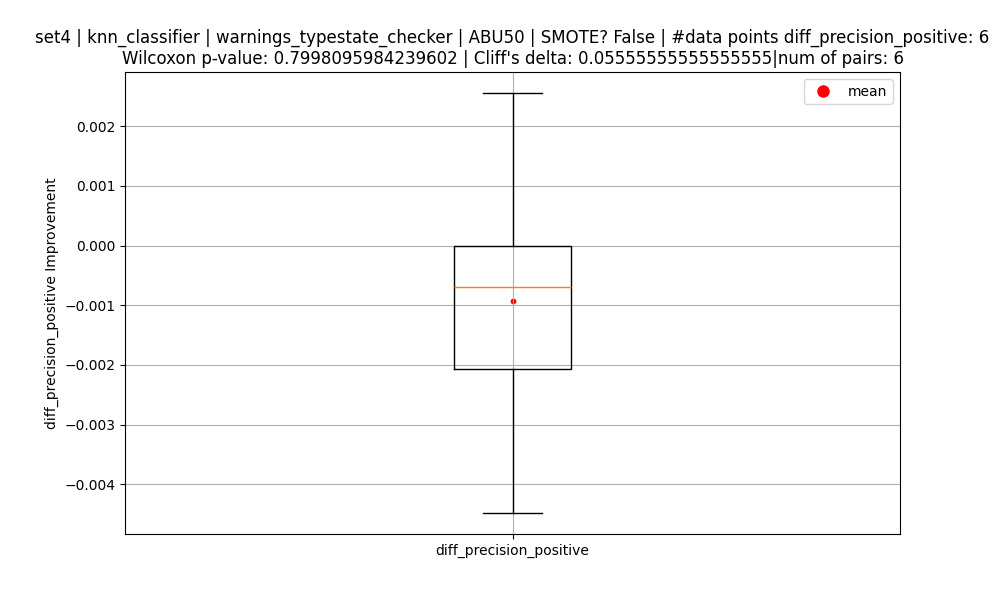 set4 | knn_classifier | warnings_typestate_checker | ABU50 | SMOTE? False | #data points diff_precision_positive: 6
Wilcoxon p-value: 0.7998095984239602 | Cliff's delta: 0.05555555555555555|num of pairs: 6
mean
0.002
0.001
0.000
−0.001
−0.002
−0.003
−0.004
diff_precision_positive Improvement
diff_precision_positive